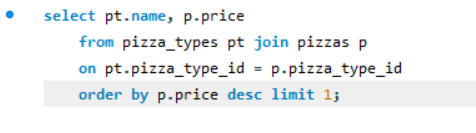 select pt.name, p.price
from pizza_types pt join pizzas p
on pt.pizza_type_id = p.pizza_type_id
order by p.price desc limit 1;